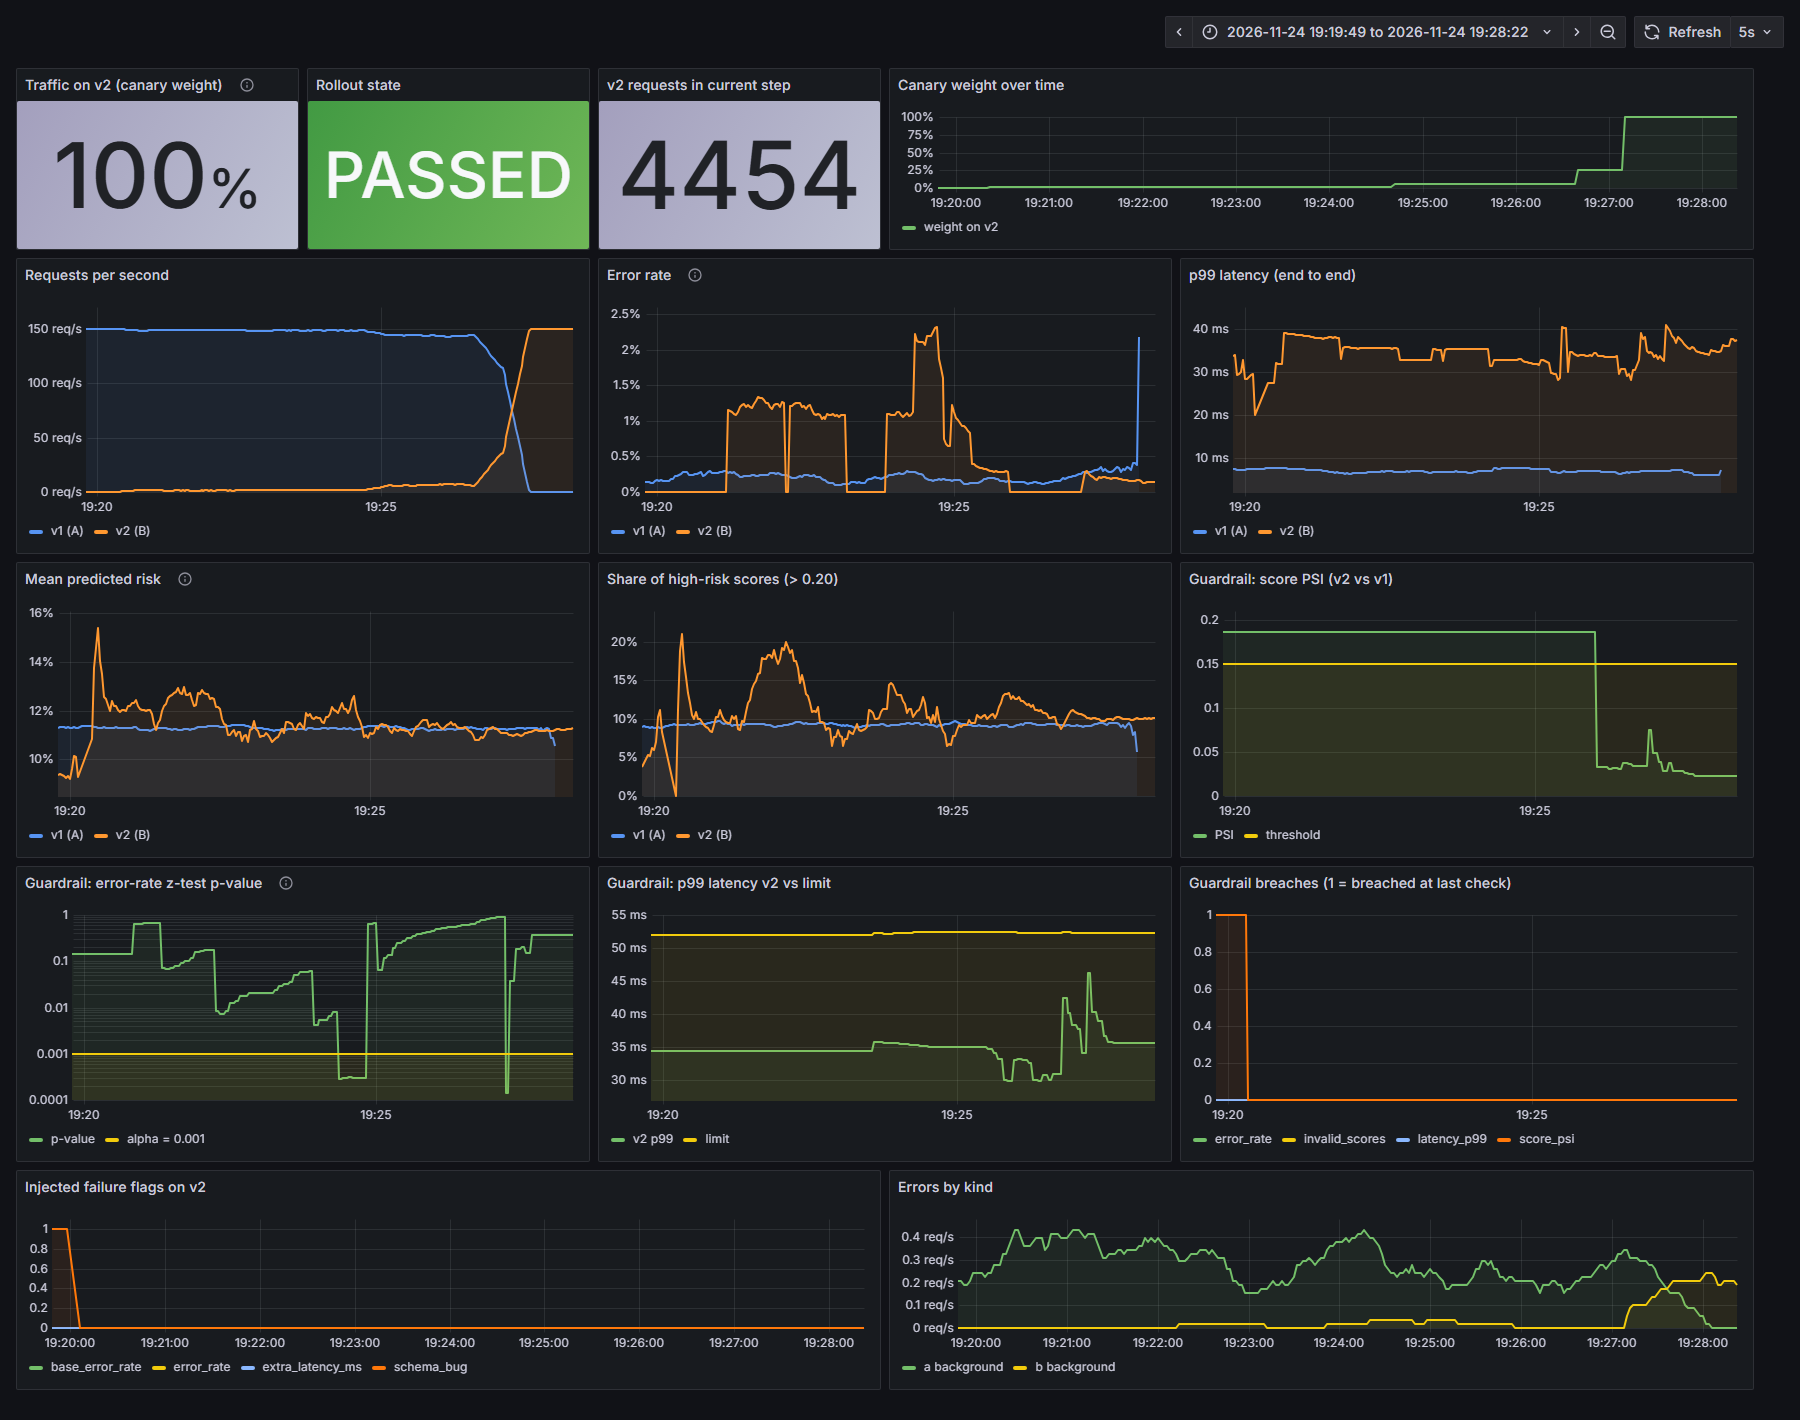 2026-11-24 19:19:49 to 2026-11-24 19:28:22
Refresh
5s
Traffic on v2 (canary weight)
100%
Rollout state
PASSED
v2 requests in current step
4454
Canary weight over time
100%
75%
50%
25%
0%
19:20:00 19:21:00 19:22:00 19:23:00 19:24:00 19:25:00 19:26:00 19:27:00 19:28:00
weight on v2
Requests per second
150 req/s
100 req/s
50 req/s
0 req/s
19:20 19:25
v1 (A) v2 (B)
Error rate
2.5%
2%
1.5%
1%
0.5%
0%
19:20 19:25
v1 (A) v2 (B)
p99 latency (end to end)
40 ms
30 ms
20 ms
10 ms
19:20 19:25
v1 (A) v2 (B)
Mean predicted risk
16%
14%
12%
10%
19:20 19:25
v1 (A) v2 (B)
Share of high-risk scores (> 0.20)
20%
15%
10%
5%
0%
19:20 19:25
v1 (A) v2 (B)
Guardrail: score PSI (v2 vs v1)
0.2
0.15
0.1
0.05
0
19:20 19:25
PSI threshold
Guardrail: error-rate z-test p-value
1
0.1
0.01
0.001
0.0001
19:20 19:25
p-value alpha = 0.001
Guardrail: p99 latency v2 vs limit
55 ms
50 ms
45 ms
40 ms
35 ms
30 ms
19:20 19:25
v2 p99 limit
Guardrail breaches (1 = breached at last check)
1
0.8
0.6
0.4
0.2
0
19:20 19:25
error_rate invalid_scores latency_p99 score_psi
Injected failure flags on v2
1
0.8
0.6
0.4
0.2
0
19:20:00 19:21:00 19:22:00 19:23:00 19:24:00 19:25:00 19:26:00 19:27:00 19:28:00
base_error_rate error_rate extra_latency_ms schema_bug
Errors by kind
0.4 req/s
0.3 req/s
0.2 req/s
0.1 req/s
0 req/s
19:20:00 19:21:00 19:22:00 19:23:00 19:24:00 19:25:00 19:26:00 19:27:00 19:28:00
a background b background